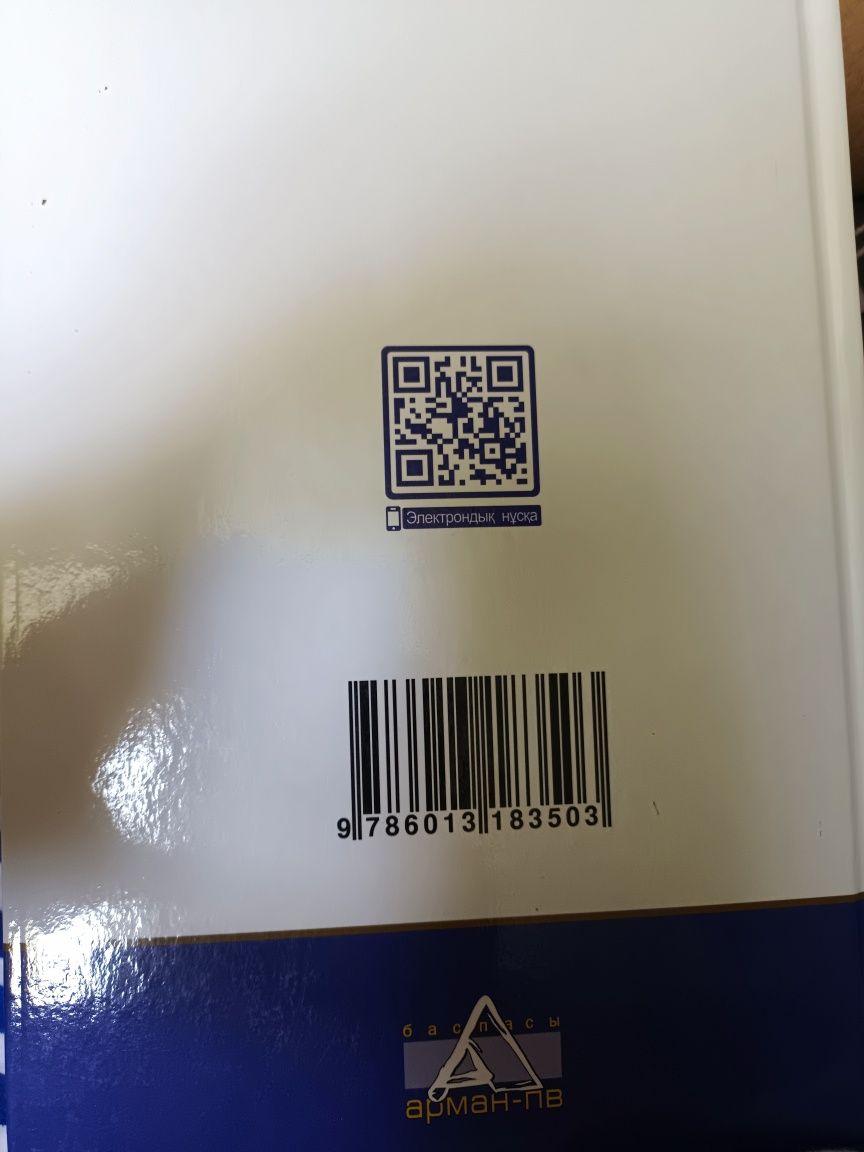 Электрондық нұсқа
9 786013 183503
баспасы
арман-пв